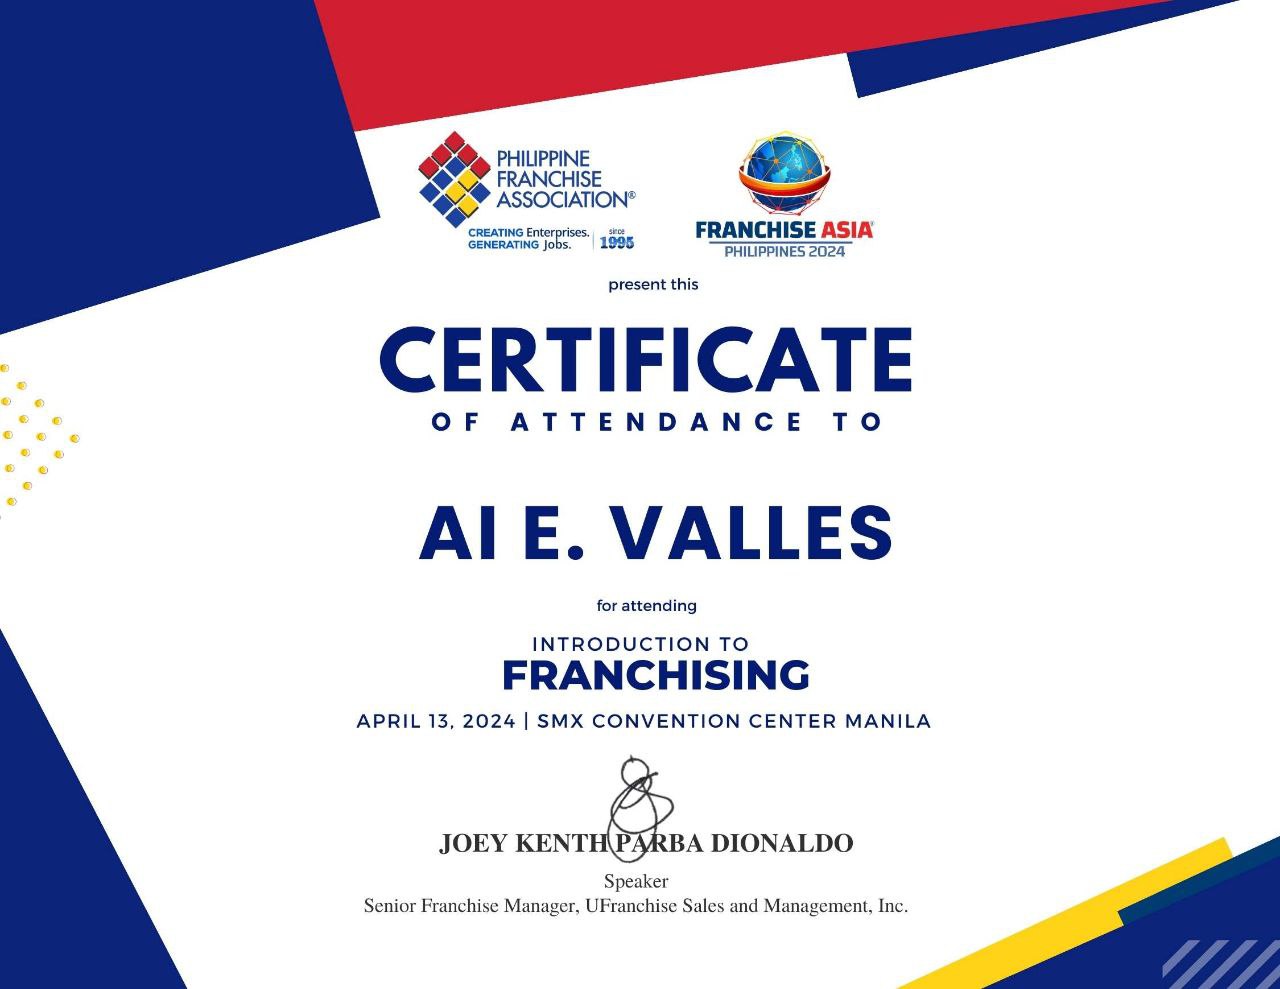 PHILIPPINE
FRANCHISE
ASSOCIATION®
CREATING Enterprises.
GENERATING Jobs.
since
1995
FRANCHISE ASIA
PHILIPPINES 2024
present this
CERTIFICATE
OF ATTENDANCE TO
AI E. VALLES
for attending
INTRODUCTION TO
FRANCHISING
APRIL 13, 2024 | SMX CONVENTION CENTER MANILA
JOEY KENTH PARBA DIONALDO
Speaker
Senior Franchise Manager, UFranchise Sales and Management, Inc.